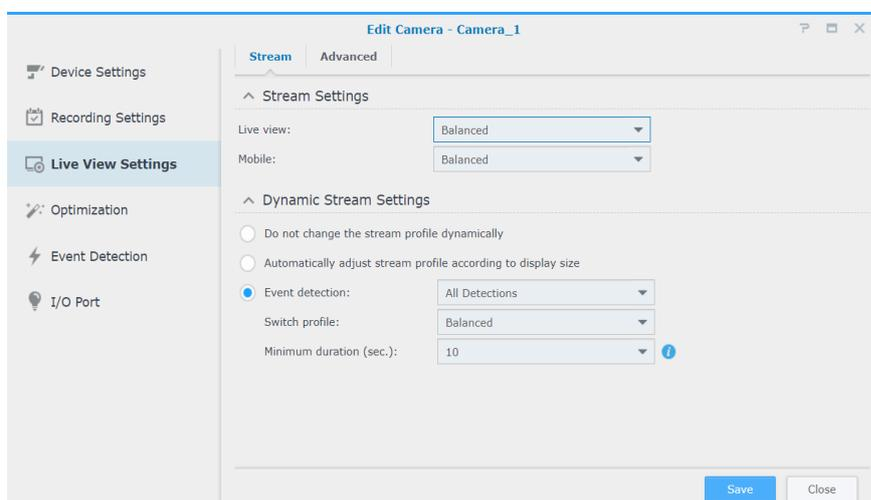 Edit Camera - Camera_1
Device Settings
Recording Settings
Live View Settings
Optimization
Event Detection
I/O Port
Stream Advanced
Stream Settings
Live view: Balanced
Mobile: Balanced
Dynamic Stream Settings
Do not change the stream profile dynamically
Automatically adjust stream profile according to display size
Event detection: All Detections
Switch profile: Balanced
Minimum duration (sec.): 10
Save Close